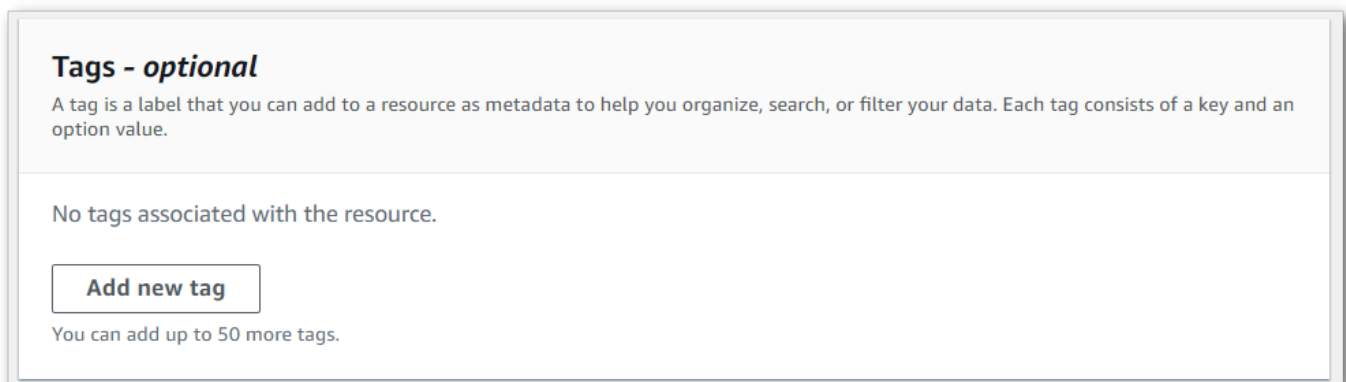 Tags - optional
A tag is a label that you can add to a resource as metadata to help you organize, search, or filter your data. Each tag consists of a key and an
option value.
No tags associated with the resource.
Add new tag
You can add up to 50 more tags.